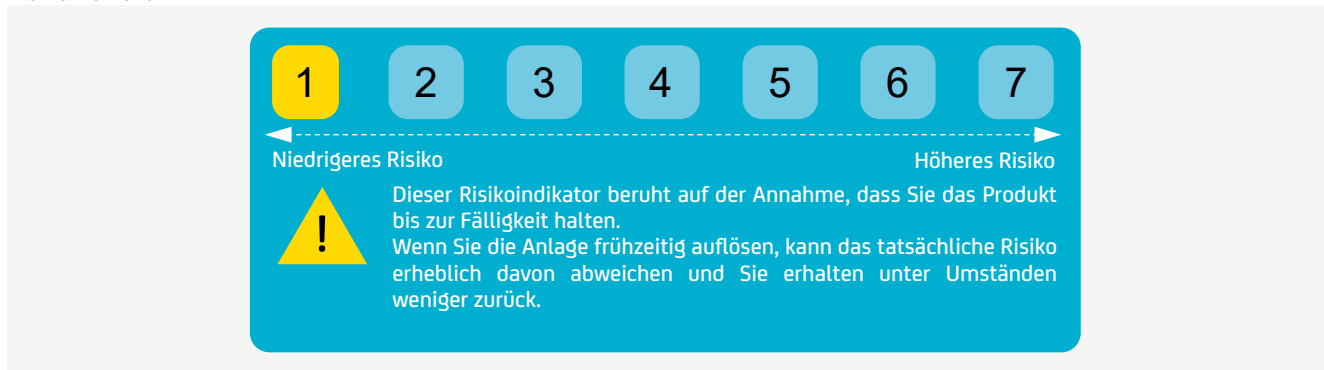 1 2 3 4 5 6 7
Niedrigeres Risiko Höheres Risiko
Dieser Risikoindikator beruht auf der Annahme, dass Sie das Produkt
bis zur Fälligkeit halten.
!
Wenn Sie die Anlage frühzeitig auflösen, kann das tatsächliche Risiko
erheblich davon abweichen und Sie erhalten unter Umständen
weniger zurück.